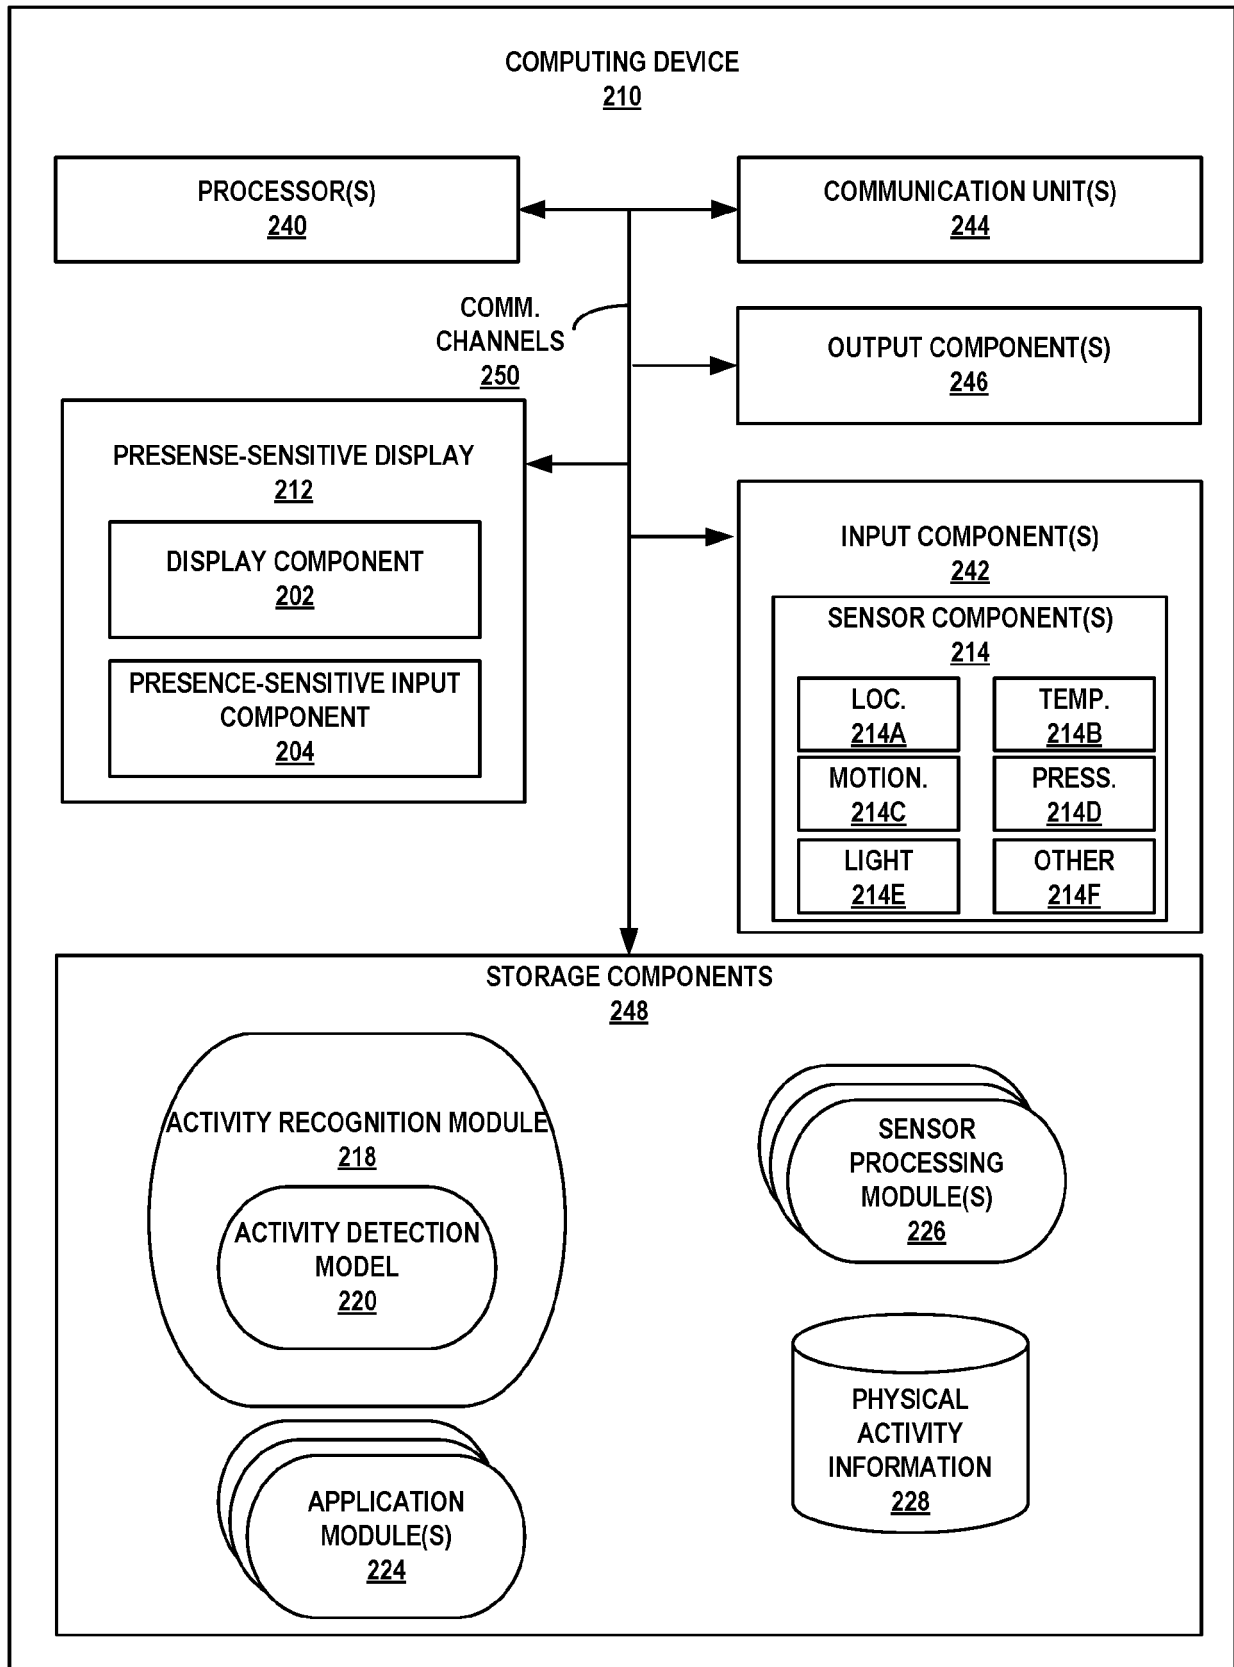 COMPUTING DEVICE
210
PROCESSOR(S)
240
COMMUNICATION UNIT(S)
244
COMM.
CHANNELS
250
OUTPUT COMPONENT(S)
246
PRESENSE-SENSITIVE DISPLAY
212
DISPLAY COMPONENT
202
PRESENCE-SENSITIVE INPUT
COMPONENT
204
INPUT COMPONENT(S)
242
SENSOR COMPONENT(S)
214
LOC.
214A
TEMP.
214B
MOTION.
214C
PRESS.
214D
LIGHT
214E
OTHER
214F
STORAGE COMPONENTS
248
ACTIVITY RECOGNITION MODULE
218
ACTIVITY DETECTION
MODEL
220
SENSOR
PROCESSING
MODULE(S)
226
APPLICATION
MODULE(S)
224
PHYSICAL
ACTIVITY
INFORMATION
228